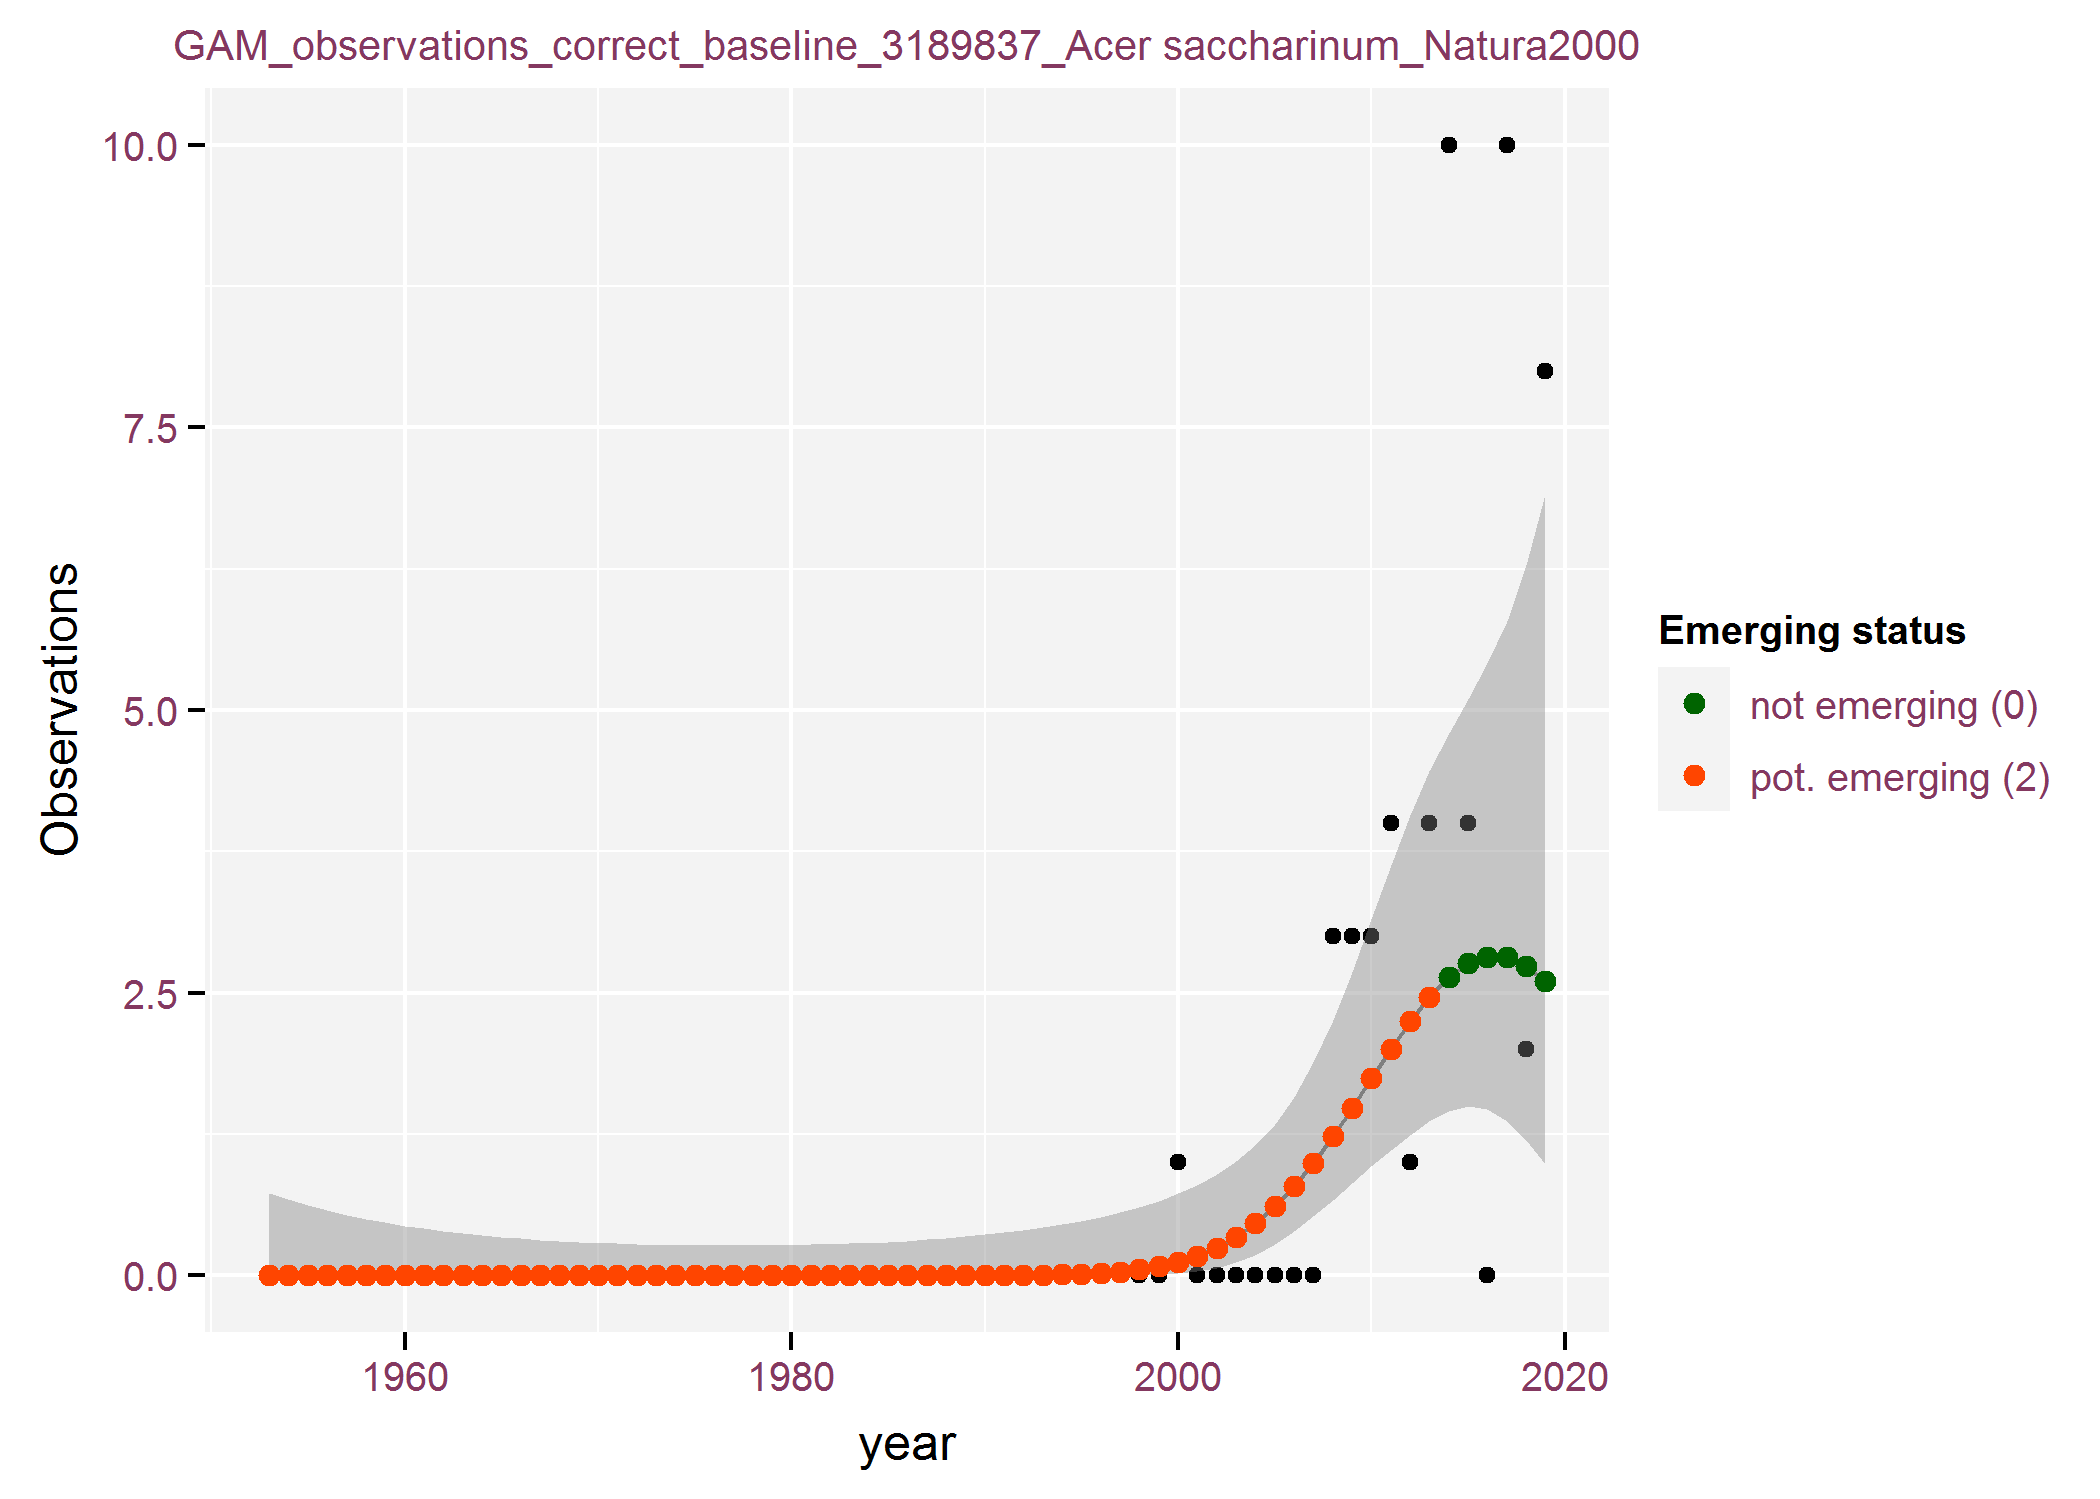 GAM_observations_correct_baseline_3189837_Acer saccharinum_Natura2000
10.0
7.5
5.0
2.5
0.0
Observations
1960
1980
2000
2020
year
Emerging status
not emerging (0)
pot. emerging (2)